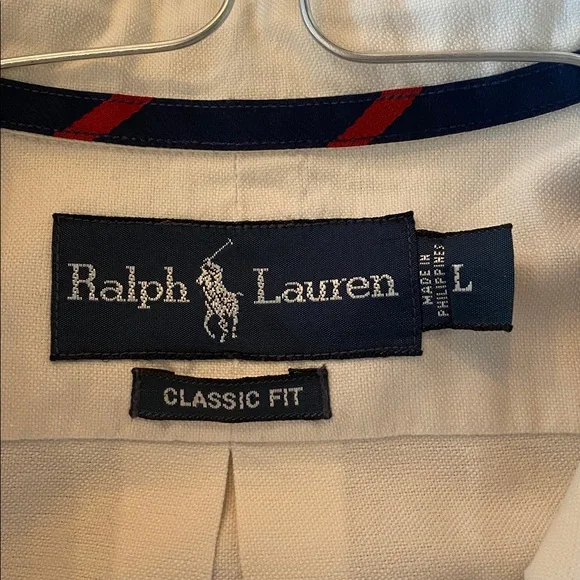 Ralph Lauren
MADE IN
PHILIPPINES
L
CLASSIC FIT